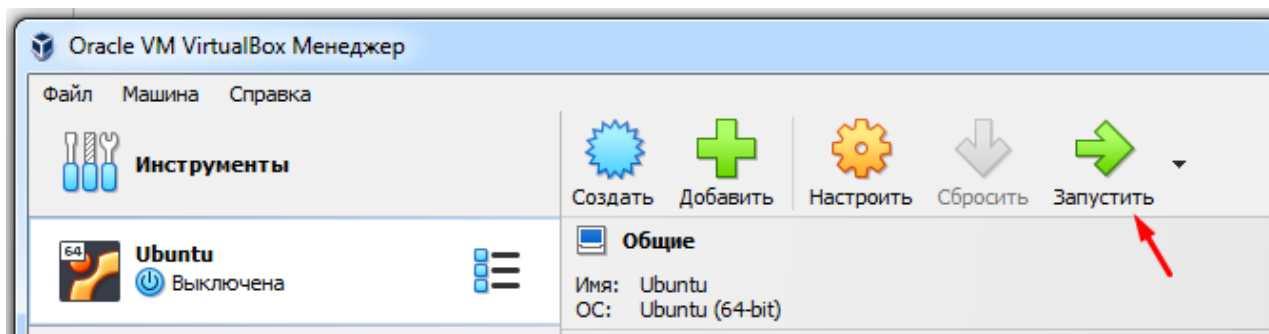 Oracle VM VirtualBox Менеджер
Файл Машина Справка
Инструменты
Создать Добавить Настроить Сбросить Запустить
64
Ubuntu
Выключена
Общие
Имя: Ubuntu
ОС: Ubuntu (64-bit)